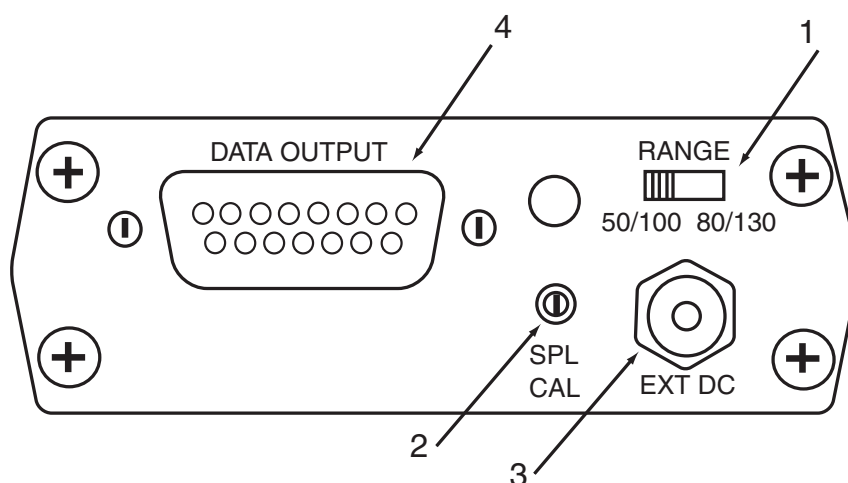 4
1
DATA OUTPUT
RANGE
50/100 80/130
SPL
CAL
EXT DC
2
3